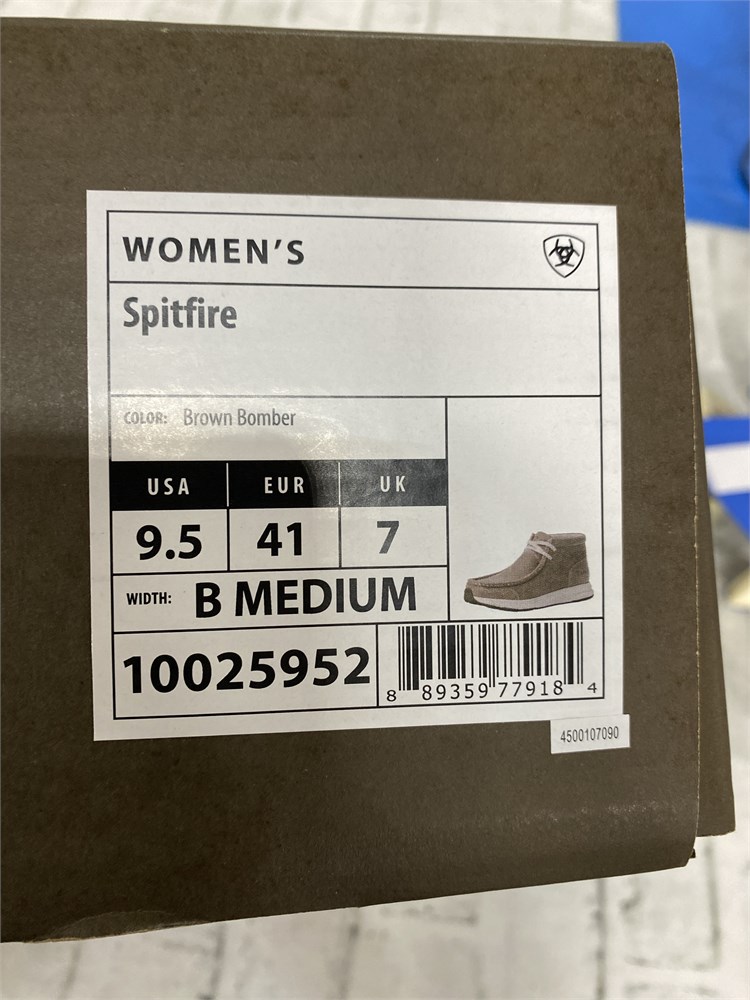 WOMEN'S
Spitfire
COLOR: Brown Bomber
USA EUR UK
9.5 41 7
WIDTH: B MEDIUM
10025952
8 89359 77918 4
4500107090